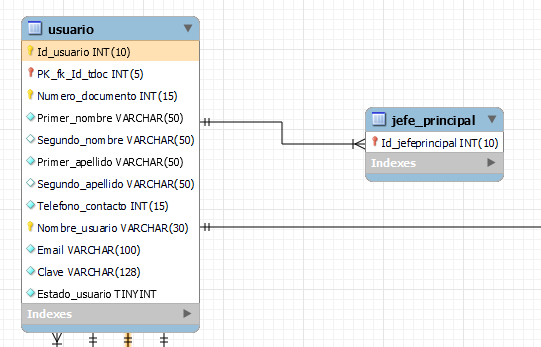 usuario
Id_usuario INT(10)
PK_fk_Id_tdoc INT(5)
Numero_documento INT(15)
Primer_nombre VARCHAR(50)
Segundo_nombre VARCHAR(50)
Primer_apellido VARCHAR(50)
Segundo_apellido VARCHAR(50)
Telefono_contacto INT(15)
Nombre_usuario VARCHAR(30)
Email VARCHAR(100)
Clave VARCHAR(128)
Estado_usuario TINYINT
Indexes
jefe_principal
Id_jefeprincipal INT(10)
Indexes